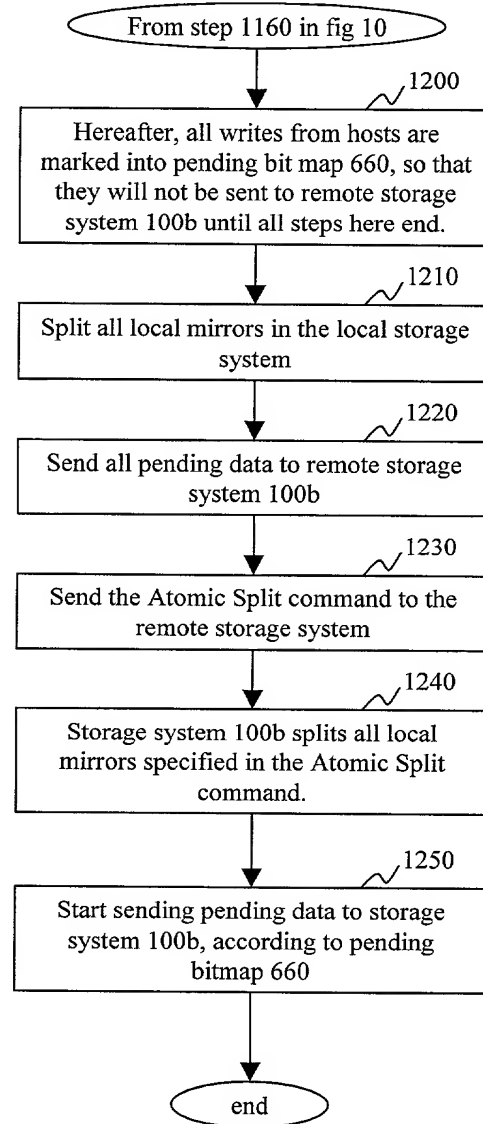 From step 1160 in fig 10
1200
Hereafter, all writes from hosts are
marked into pending bit map 660, so that
they will not be sent to remote storage
system 100b until all steps here end.
1210
Split all local mirrors in the local storage
system
1220
Send all pending data to remote storage
system 100b
1230
Send the Atomic Split command to the
remote storage system
1240
Storage system 100b splits all local
mirrors specified in the Atomic Split
command.
1250
Start sending pending data to storage
system 100b, according to pending
bitmap 660
end